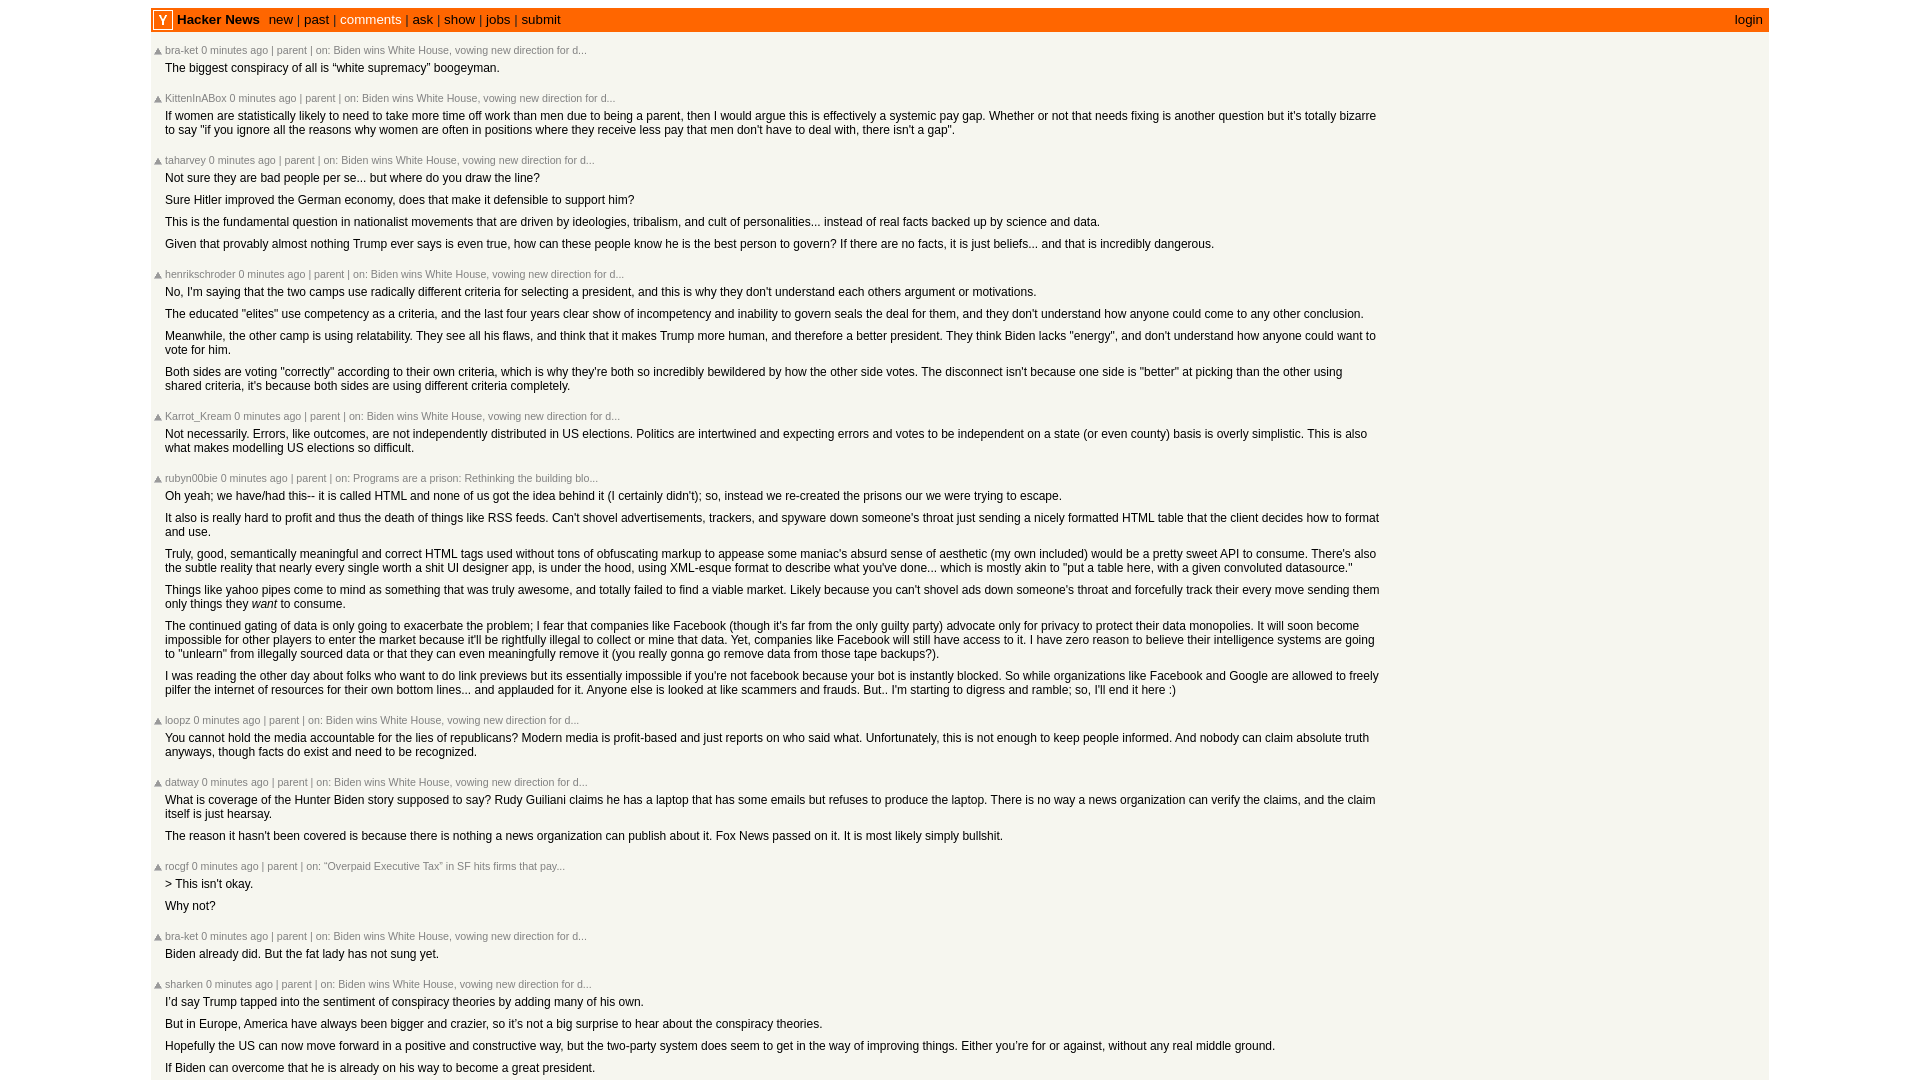 Y Hacker News new | past | comments | ask | show | jobs | submit login
bra-ket 0 minutes ago | parent | on: Biden wins White House, vowing new direction for d...
The biggest conspiracy of all is “white supremacy” boogeyman.
KittenInABox 0 minutes ago | parent | on: Biden wins White House, vowing new direction for d...
If women are statistically likely to need to take more time off work than men due to being a parent, then I would argue this is effectively a systemic pay gap. Whether or not that needs fixing is another question but it's totally bizarre
to say "if you ignore all the reasons why women are often in positions where they receive less pay that men don't have to deal with, there isn't a gap".
taharvey 0 minutes ago | parent | on: Biden wins White House, vowing new direction for d...
Not sure they are bad people per se... but where do you draw the line?
Sure Hitler improved the German economy, does that make it defensible to support him?
This is the fundamental question in nationalist movements that are driven by ideologies, tribalism, and cult of personalities... instead of real facts backed up by science and data.
Given that provably almost nothing Trump ever says is even true, how can these people know he is the best person to govern? If there are no facts, it is just beliefs... and that is incredibly dangerous.
henrikschroder 0 minutes ago | parent | on: Biden wins White House, vowing new direction for d...
No, I'm saying that the two camps use radically different criteria for selecting a president, and this is why they don't understand each others argument or motivations.
The educated "elites" use competency as a criteria, and the last four years clear show of incompetency and inability to govern seals the deal for them, and they don't understand how anyone could come to any other conclusion.
Meanwhile, the other camp is using relatability. They see all his flaws, and think that it makes Trump more human, and therefore a better president. They think Biden lacks "energy", and don't understand how anyone could want to
vote for him.
Both sides are voting "correctly" according to their own criteria, which is why they're both so incredibly bewildered by how the other side votes. The disconnect isn't because one side is "better" at picking than the other using
shared criteria, it's because both sides are using different criteria completely.
Karrot_Kream 0 minutes ago | parent | on: Biden wins White House, vowing new direction for d...
Not necessarily. Errors, like outcomes, are not independently distributed in US elections. Politics are intertwined and expecting errors and votes to be independent on a state (or even county) basis is overly simplistic. This is also
what makes modelling US elections so difficult.
rubyn00bie 0 minutes ago | parent | on: Programs are a prison: Rethinking the building blo...
Oh yeah; we have/had this-- it is called HTML and none of us got the idea behind it (I certainly didn't); so, instead we re-created the prisons our we were trying to escape.
It also is really hard to profit and thus the death of things like RSS feeds. Can't shovel advertisements, trackers, and spyware down someone's throat just sending a nicely formatted HTML table that the client decides how to format
and use.
Truly, good, semantically meaningful and correct HTML tags used without tons of obfuscating markup to appease some maniac's absurd sense of aesthetic (my own included) would be a pretty sweet API to consume. There's also
the subtle reality that nearly every single worth a shit UI designer app, is under the hood, using XML-esque format to describe what you've done... which is mostly akin to "put a table here, with a given convoluted datasource."
Things like yahoo pipes come to mind as something that was truly awesome, and totally failed to find a viable market. Likely because you can't shovel ads down someone's throat and forcefully track their every move sending them
only things they want to consume.
The continued gating of data is only going to exacerbate the problem; I fear that companies like Facebook (though it's far from the only guilty party) advocate only for privacy to protect their data monopolies. It will soon become
impossible for other players to enter the market because it'll be rightfully illegal to collect or mine that data. Yet, companies like Facebook will still have access to it. I have zero reason to believe their intelligence systems are going
to "unlearn" from illegally sourced data or that they can even meaningfully remove it (you really gonna go remove data from those tape backups?).
I was reading the other day about folks who want to do link previews but its essentially impossible if you're not facebook because your bot is instantly blocked. So while organizations like Facebook and Google are allowed to freely
pilfer the internet of resources for their own bottom lines... and applauded for it. Anyone else is looked at like scammers and frauds. But.. I'm starting to digress and ramble; so, I'll end it here :)
loopz 0 minutes ago | parent | on: Biden wins White House, vowing new direction for d...
You cannot hold the media accountable for the lies of republicans? Modern media is profit-based and just reports on who said what. Unfortunately, this is not enough to keep people informed. And nobody can claim absolute truth
anyways, though facts do exist and need to be recognized.
datway 0 minutes ago | parent | on: Biden wins White House, vowing new direction for d...
What is coverage of the Hunter Biden story supposed to say? Rudy Guiliani claims he has a laptop that has some emails but refuses to produce the laptop. There is no way a news organization can verify the claims, and the claim
itself is just hearsay.
The reason it hasn't been covered is because there is nothing a news organization can publish about it. Fox News passed on it. It is most likely simply bullshit.
rocgf 0 minutes ago | parent | on: “Overpaid Executive Tax” in SF hits firms that pay...
> This isn't okay.
Why not?
bra-ket 0 minutes ago | parent | on: Biden wins White House, vowing new direction for d...
Biden already did. But the fat lady has not sung yet.
sharken 0 minutes ago | parent | on: Biden wins White House, vowing new direction for d...
I’d say Trump tapped into the sentiment of conspiracy theories by adding many of his own.
But in Europe, America have always been bigger and crazier, so it’s not a big surprise to hear about the conspiracy theories.
Hopefully the US can now move forward in a positive and constructive way, but the two-party system does seem to get in the way of improving things. Either you’re for or against, without any real middle ground.
If Biden can overcome that he is already on his way to become a great president.